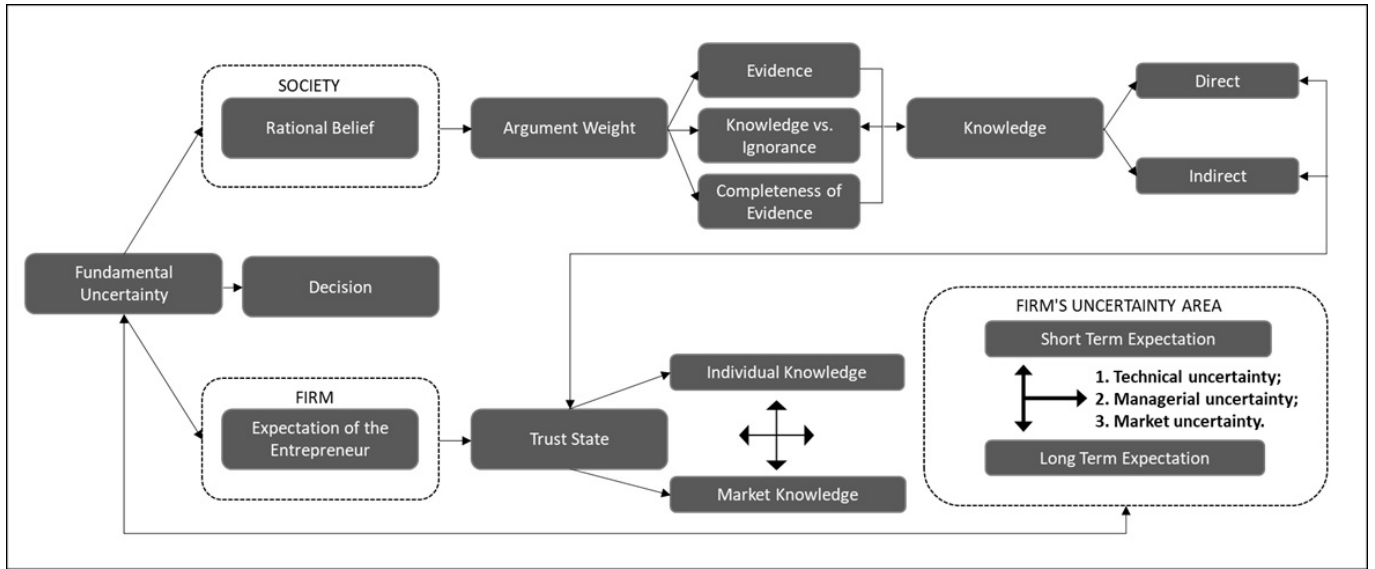 SOCIETY
Rational Belief
Argument Weight
Evidence
Knowledge vs.
Ignorance
Completeness of
Evidence
Knowledge
Direct
Indirect
Fundamental
Uncertainty
Decision
FIRM
Expectation of the
Entrepreneur
Trust State
Individual Knowledge
Market Knowledge
FIRM'S UNCERTAINTY AREA
Short Term Expectation
1. Technical uncertainty;
2. Managerial uncertainty;
3. Market uncertainty.
Long Term Expectation